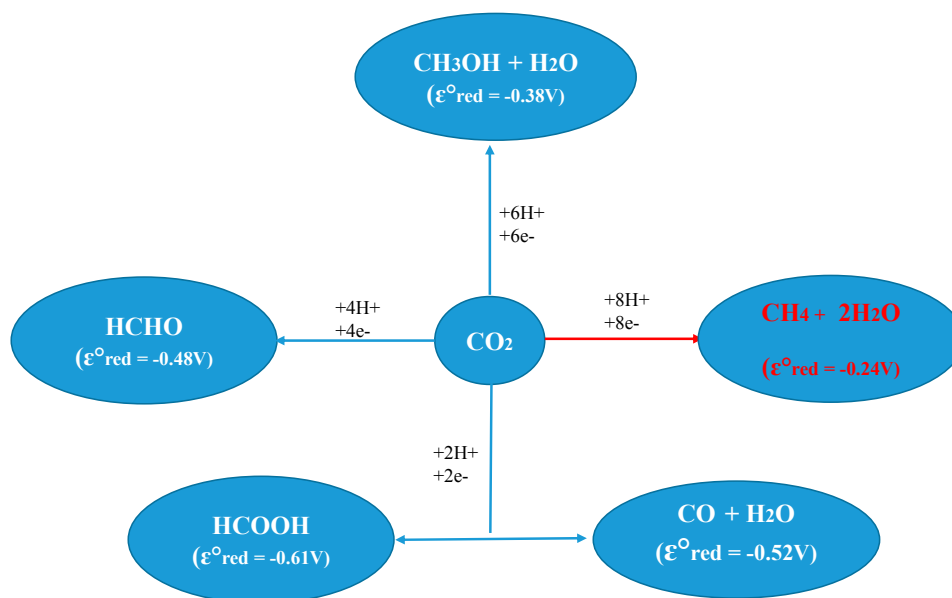 CH3OH + H2O
(ε°red = -0.38V)
+6H+
+6e-
+4H+
+4e-
+8H+
+8e-
HCHO
(ε°red = -0.48V)
CO2
CH4 + 2H2O
(ε°red = -0.24V)
+2H+
+2e-
HCOOH
(ε°red = -0.61V)
CO + H2O
(ε°red = -0.52V)